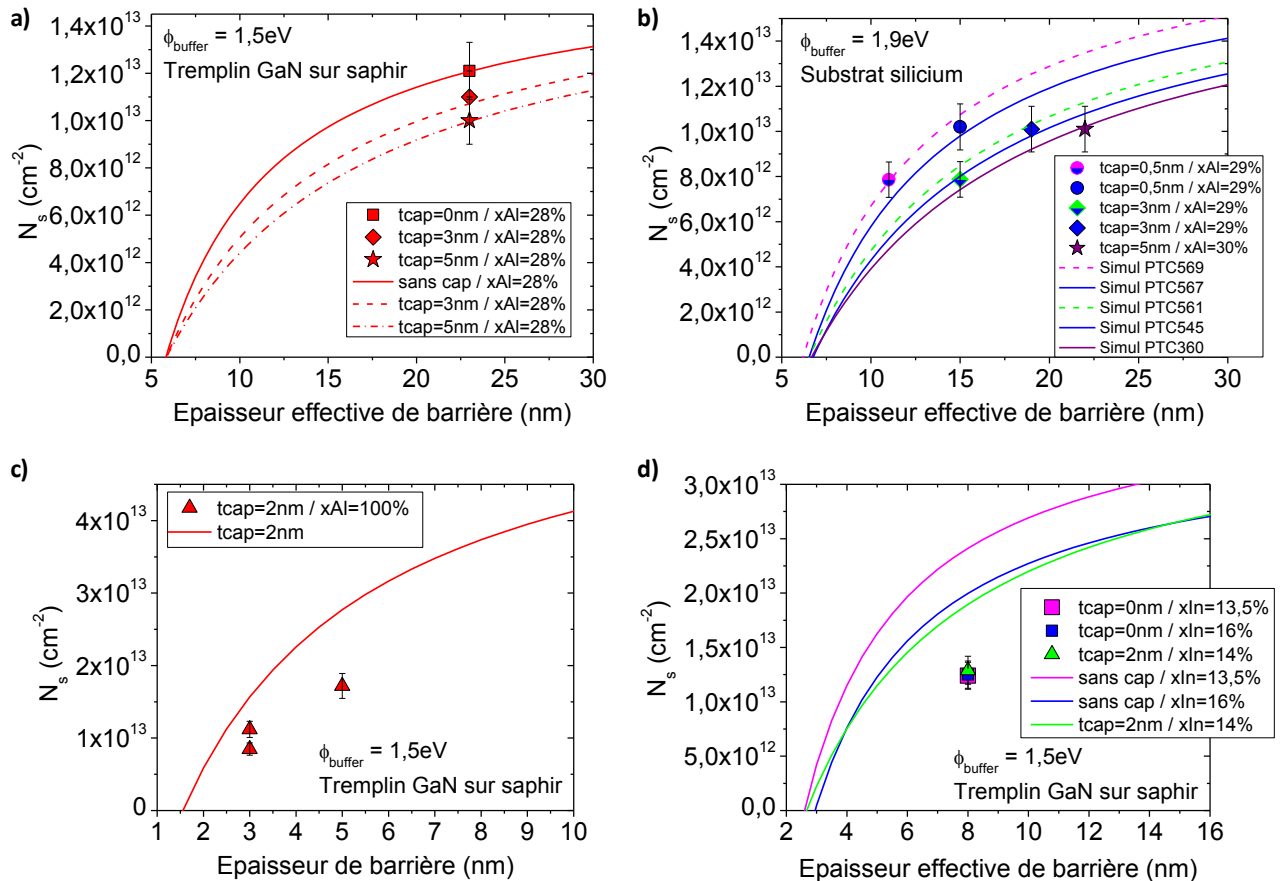 a)
ϕbuffer = 1,5eV
Tremplin GaN sur saphir
1,4x10^13
1,2x10^13
1,0x10^13
8,0x10^12
6,0x10^12
4,0x10^12
2,0x10^12
0,0
Ns (cm^-2)
tcap=0nm / xAl=28%
tcap=3nm / xAl=28%
tcap=5nm / xAl=28%
sans cap / xAl=28%
tcap=3nm / xAl=28%
tcap=5nm / xAl=28%
5 10 15 20 25 30
Epaisseur effective de barrière (nm)
b)
ϕbuffer = 1,9eV
Substrat silicium
1,4x10^13
1,2x10^13
1,0x10^13
8,0x10^12
6,0x10^12
4,0x10^12
2,0x10^12
0,0
Ns (cm^-2)
tcap=0,5nm / xAl=29%
tcap=0,5nm / xAl=29%
tcap=3nm / xAl=29%
tcap=3nm / xAl=29%
tcap=5nm / xAl=30%
Simul PTC569
Simul PTC567
Simul PTC561
Simul PTC545
Simul PTC360
5 10 15 20 25 30
Epaisseur effective de barrière (nm)
c)
tcap=2nm / xAl=100%
tcap=2nm
4x10^13
3x10^13
2x10^13
1x10^13
0
Ns (cm^-2)
ϕbuffer = 1,5eV
Tremplin GaN sur saphir
1 2 3 4 5 6 7 8 9 10
Epaisseur de barrière (nm)
d)
3,0x10^13
2,5x10^13
2,0x10^13
1,5x10^13
1,0x10^13
5,0x10^12
0,0
Ns (cm^-2)
tcap=0nm / xIn=13,5%
tcap=0nm / xIn=16%
tcap=2nm / xIn=14%
sans cap / xIn=13,5%
sans cap / xIn=16%
tcap=2nm / xIn=14%
ϕbuffer = 1,5eV
Tremplin GaN sur saphir
2 4 6 8 10 12 14 16
Epaisseur effective de barrière (nm)